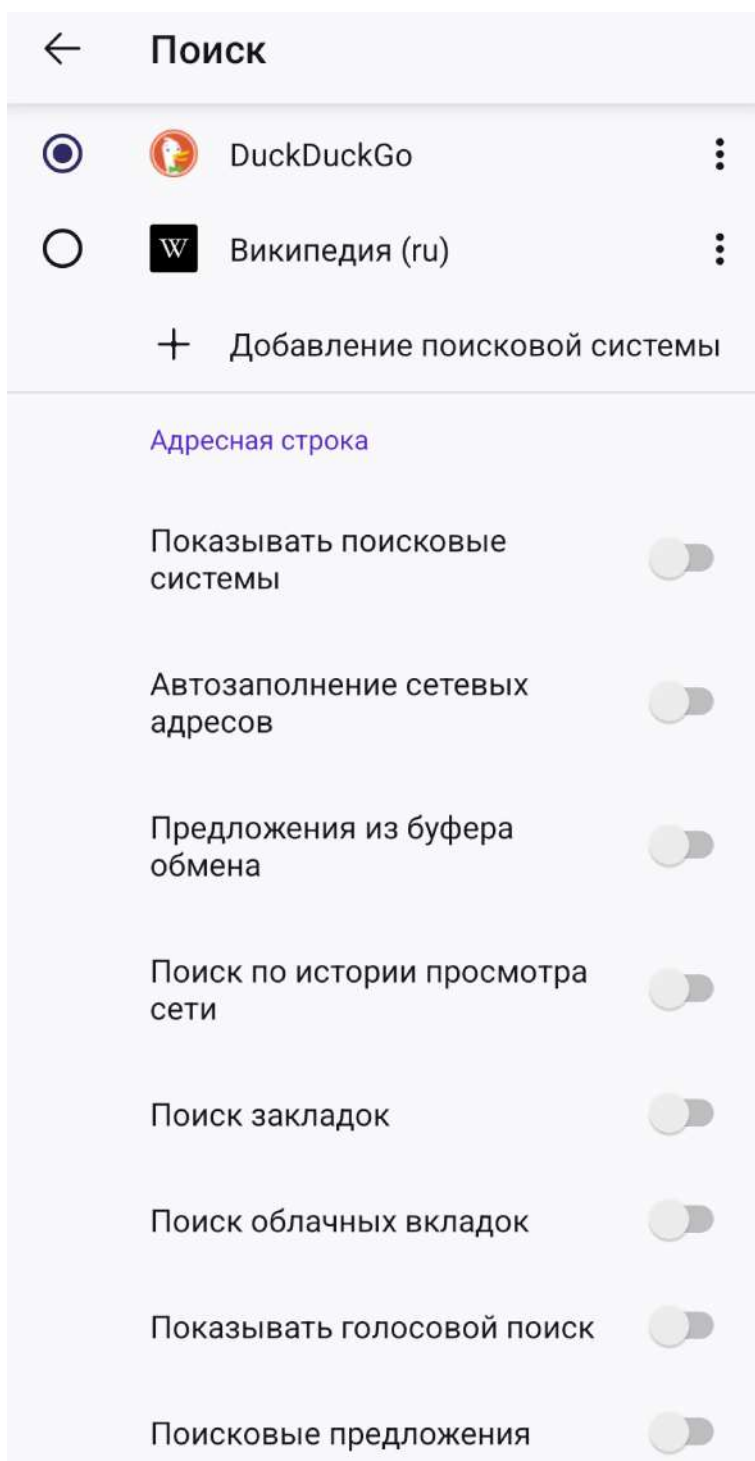 Поиск
DuckDuckGo
W Википедия (ru)
Добавление поисковой системы
Адресная строка
Показывать поисковые
системы
Автозаполнение сетевых
адресов
Предложения из буфера
обмена
Поиск по истории просмотра
сети
Поиск закладок
Поиск облачных вкладок
Показывать голосовой поиск
Поисковые предложения